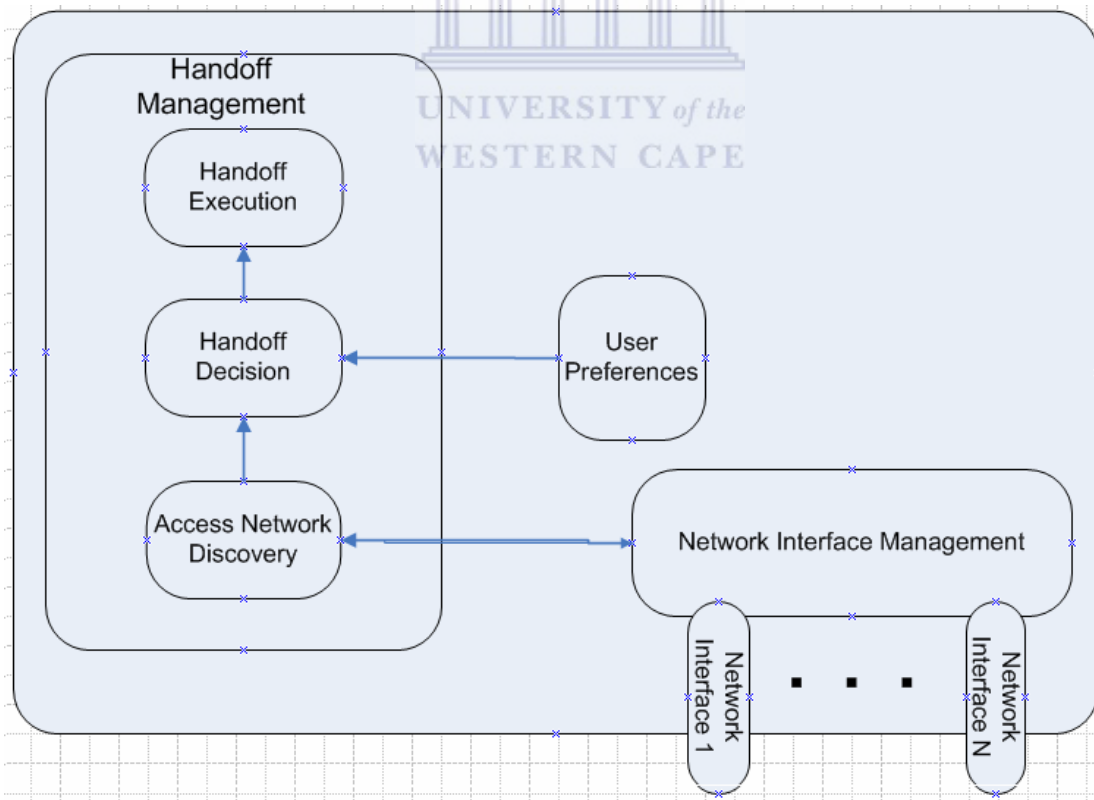 UNIVERSITY of the
WESTERN CAPE
Handoff
Management
Handoff
Execution
Handoff
Decision
User
Preferences
Access Network
Discovery
Network Interface Management
Network
Interface 1
Network
Interface N